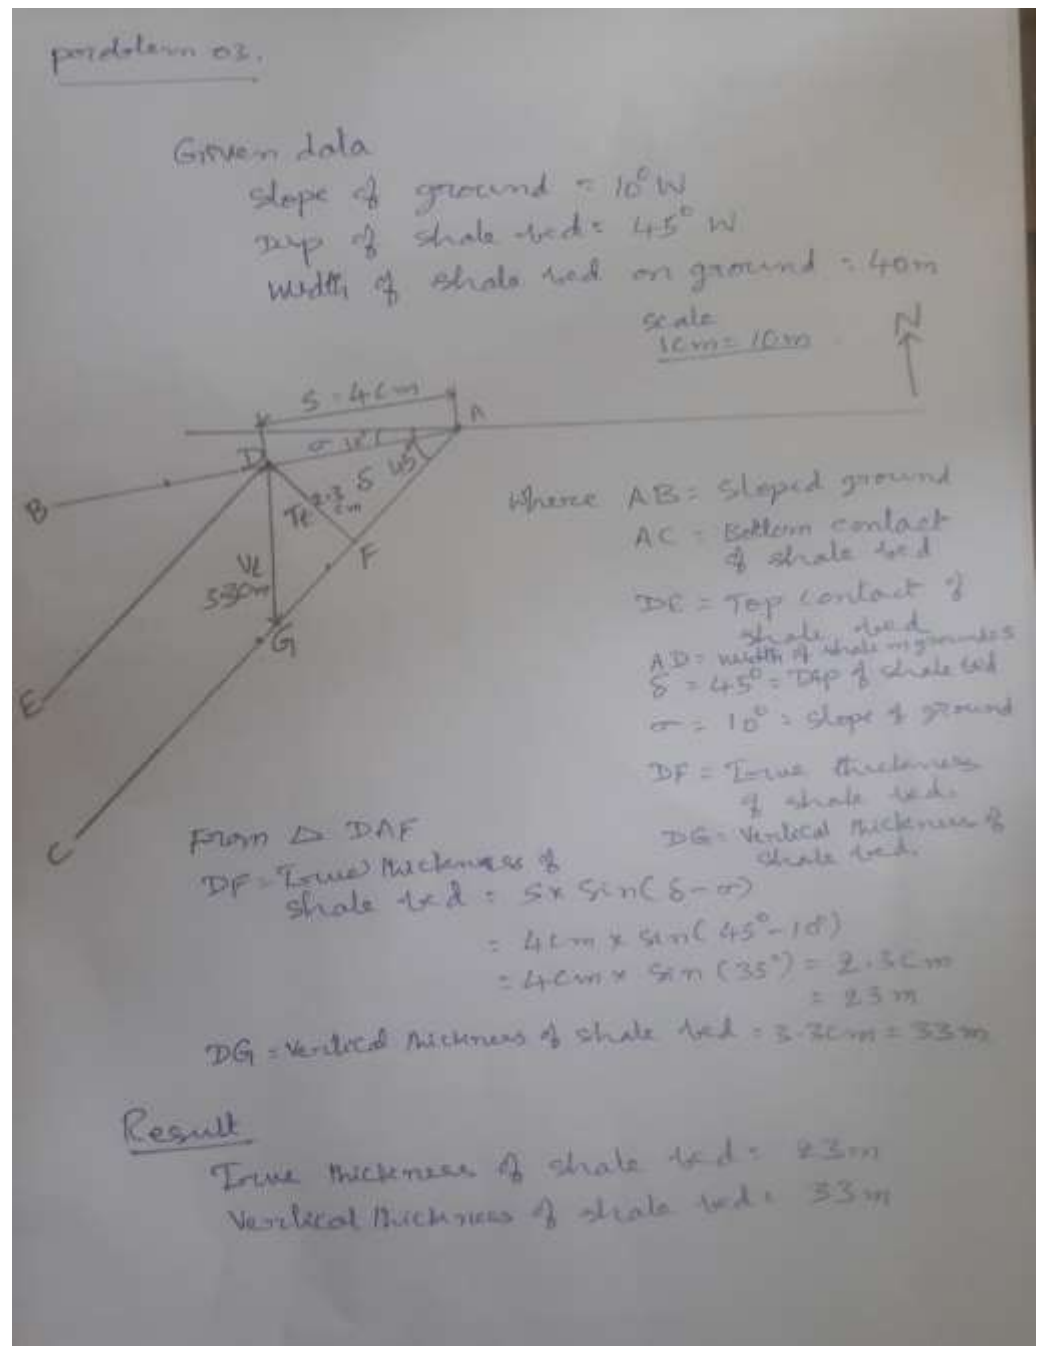 problem 03.
Given data
slope of ground = 10° W
Dip of shale bed = 45° W
width of shale bed on ground = 40m
scale
1cm = 10m
N
S = 4cm
A
D
σ 10°
45
δ
B
Tt 2.3 cm
F
Vt
3.30m
G
E
C
where AB = Sloped ground
AC = Bottom contact
of shale bed
DE = Top contact of
shale bed
AD = width of shale on ground = S
δ = 45° = Dip of shale bed
σ = 10° = slope of ground
DF = True thickness
of shale bed.
DG = Vertical thickness of
shale bed.
From Δ DAF
DF = True thickness of
shale bed = S x Sin(δ-σ)
= 4cm x sin(45°-10°)
= 4cm x Sin (35°) = 2.3cm
= 23m
DG = Vertical thickness of shale bed = 3.3cm = 33m
Result
True thickness of shale bed = 23m
Vertical thickness of shale bed = 33m